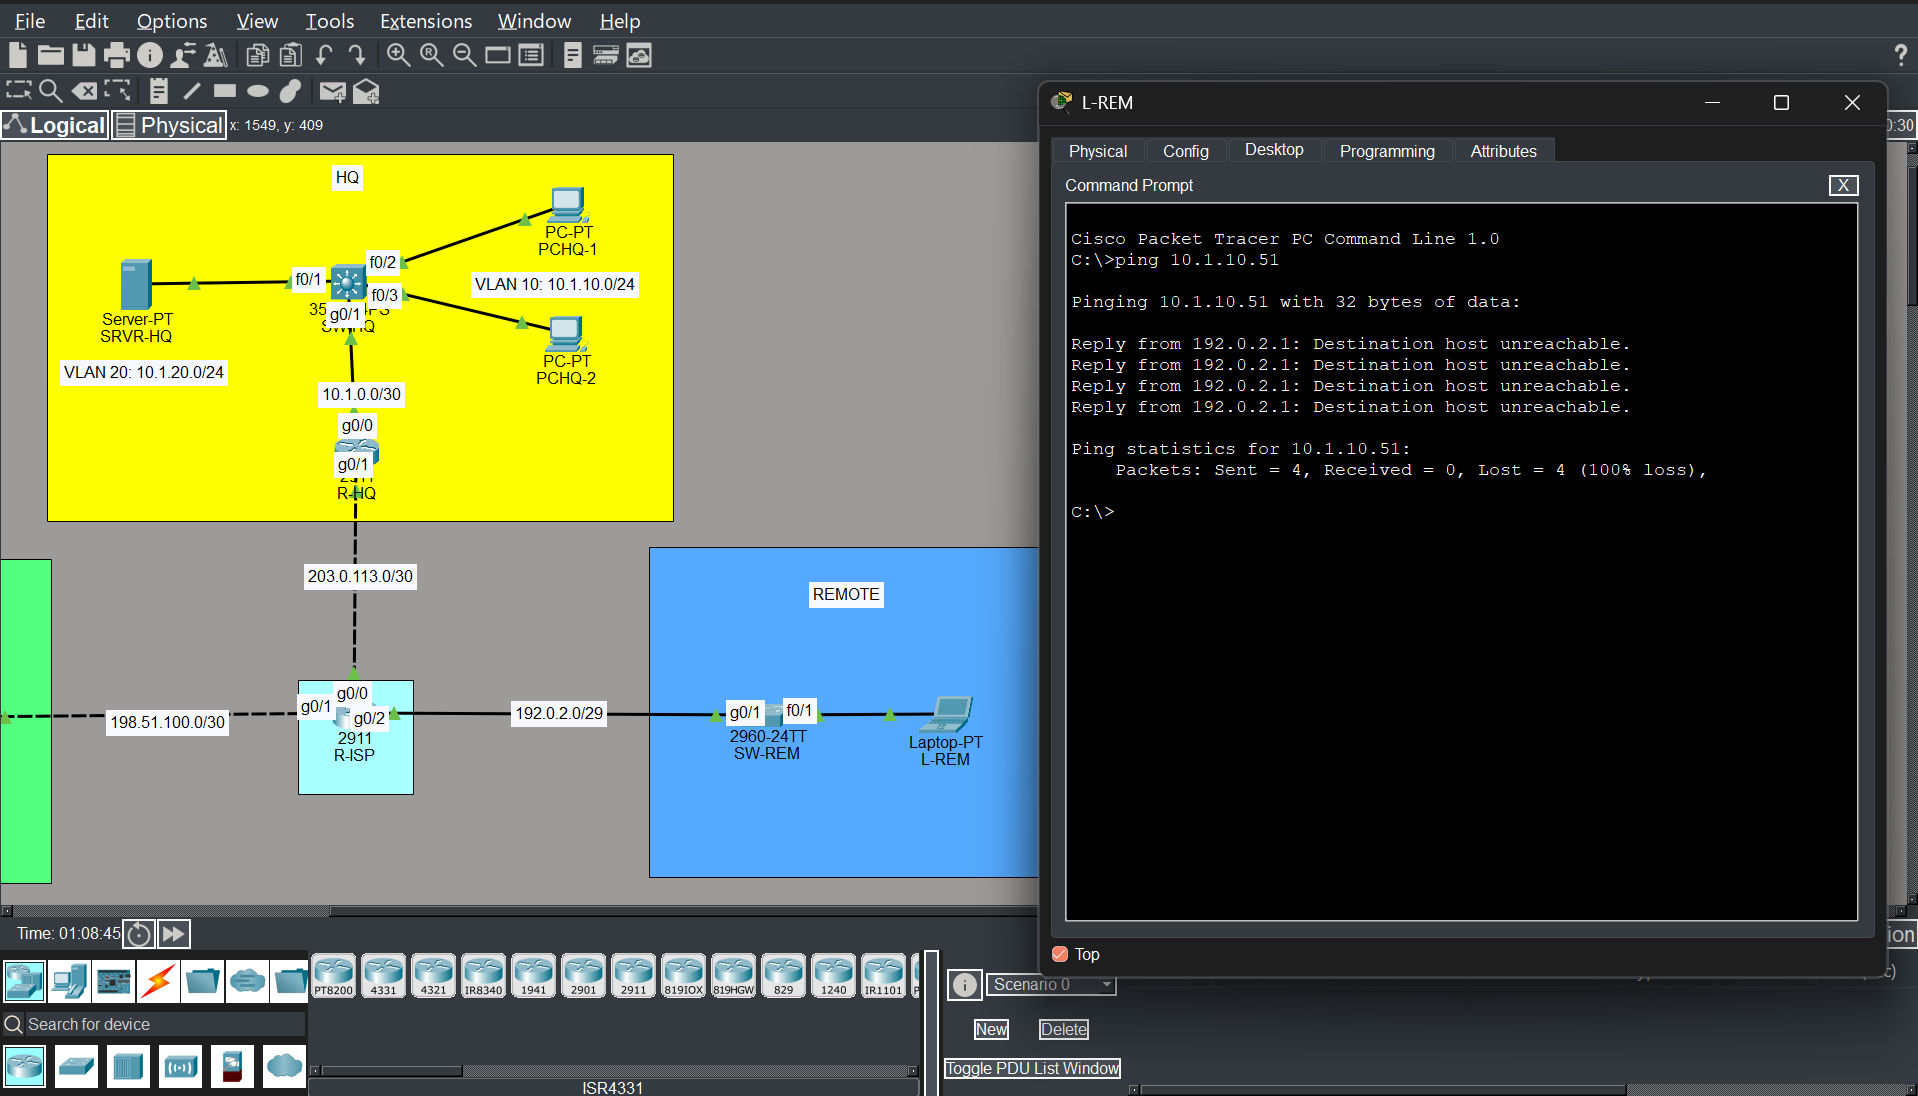 File Edit Options View Tools Extensions Window Help
Logical Physical x: 1549, y: 409
HQ
PC-PT
PCHQ-1
f0/2
f0/1
VLAN 10: 10.1.10.0/24
f0/3
g0/1
Server-PT
SRVR-HQ
PC-PT
PCHQ-2
VLAN 20: 10.1.20.0/24
10.1.0.0/30
g0/0
g0/1
R-HQ
203.0.113.0/30
REMOTE
g0/0
g0/1
g0/2
198.51.100.0/30
2911
R-ISP
192.0.2.0/29
g0/1
f0/1
2960-24TT
SW-REM
Laptop-PT
L-REM
L-REM
Physical Config Desktop Programming Attributes
Command Prompt
X
Cisco Packet Tracer PC Command Line 1.0
C:\>ping 10.1.10.51
Pinging 10.1.10.51 with 32 bytes of data:
Reply from 192.0.2.1: Destination host unreachable.
Reply from 192.0.2.1: Destination host unreachable.
Reply from 192.0.2.1: Destination host unreachable.
Reply from 192.0.2.1: Destination host unreachable.
Ping statistics for 10.1.10.51:
Packets: Sent = 4, Received = 0, Lost = 4 (100% loss),
C:\>
Top
Time: 01:08:45
PT8200 4331 4321 IR8340 1941 2901 2911 819IOX 819HGW 829 1240 IR1101
Search for device
ISR4331
Scenario 0
New Delete
Toggle PDU List Window